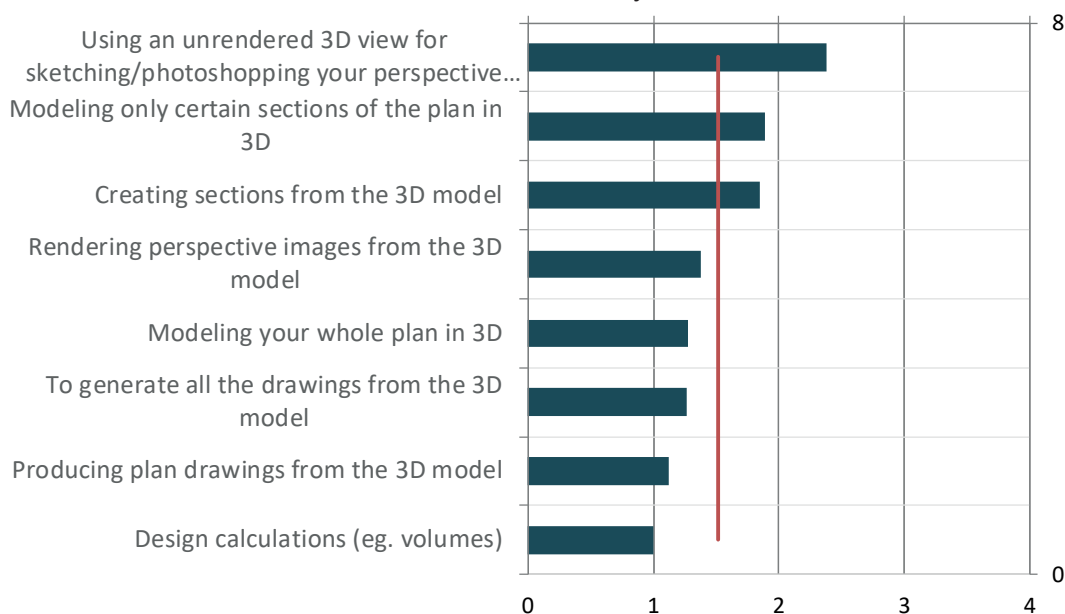 8
Using an unrendered 3D view for
sketching/photoshopping your perspective...
Modeling only certain sections of the plan in
3D
Creating sections from the 3D model
Rendering perspective images from the 3D
model
Modeling your whole plan in 3D
To generate all the drawings from the 3D
model
Producing plan drawings from the 3D model
Design calculations (eg. volumes)
0
0 1 2 3 4